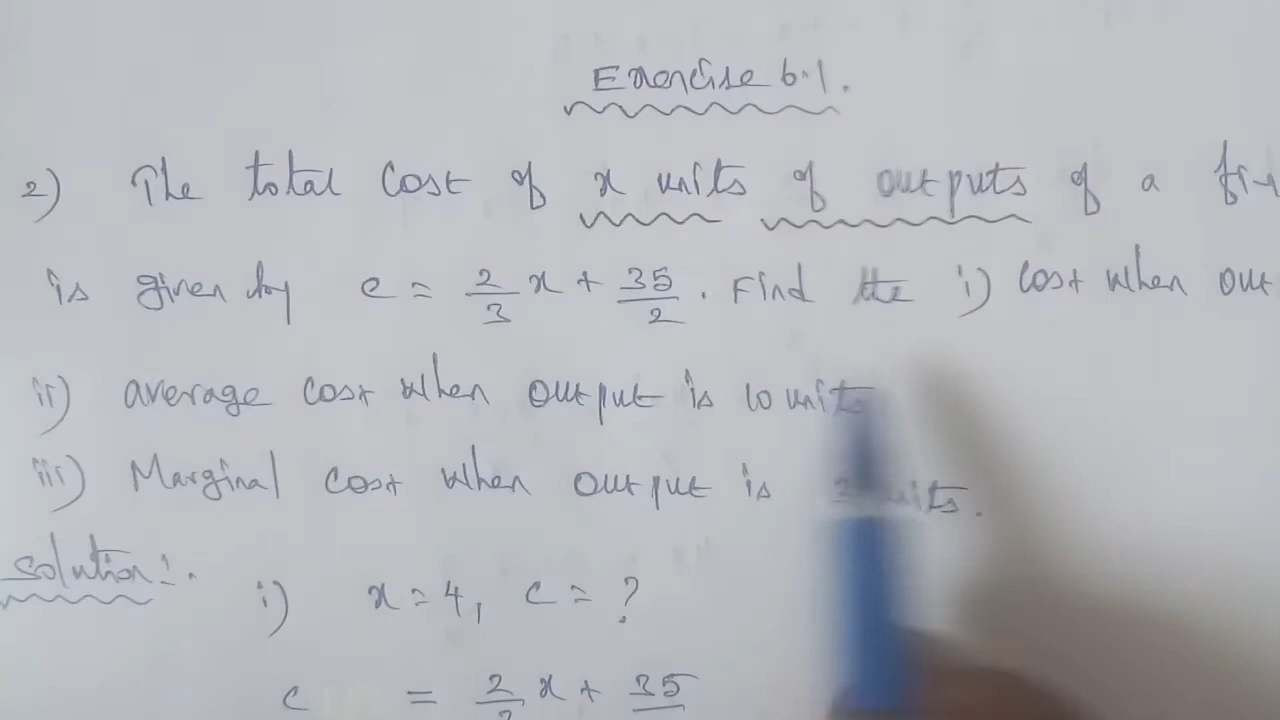 Exercise 6.1.
2) The total cost of x units of outputs of a
is given by c = 2/3 x + 35/2 . Find the i) cost when out
ii) average cost when output is 10 units
iii) Marginal cost when output is units.
Solution:.
i) x = 4, c = ?
c = 2/3 x + 35